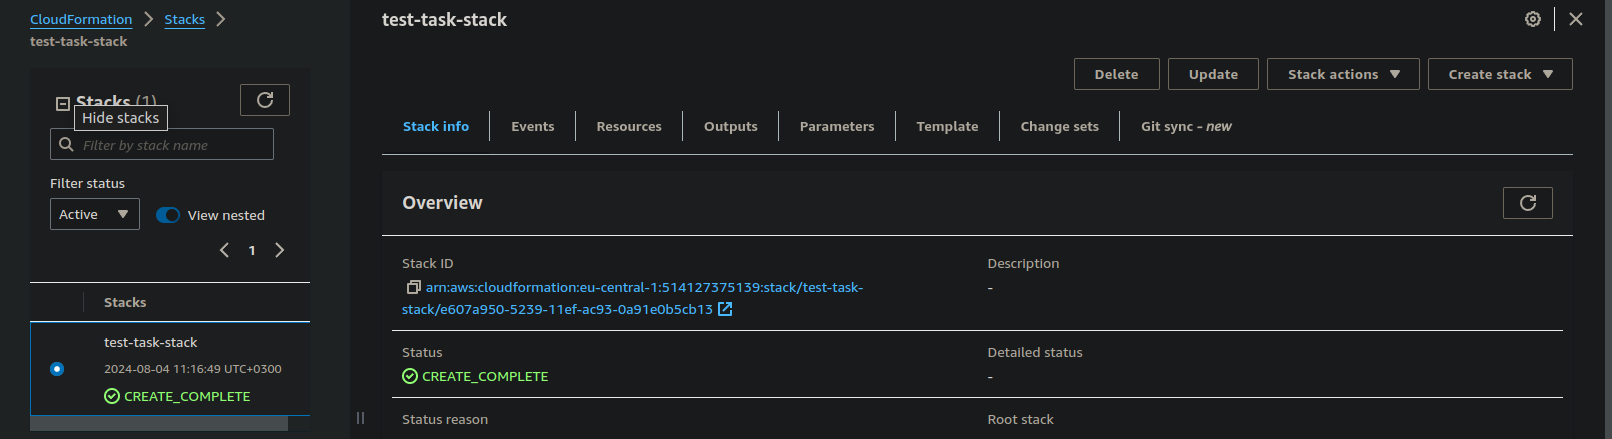 CloudFormation > Stacks >
test-task-stack
Stacks (1)
Hide stacks
Filter by stack name
Filter status
Active
View nested
1
Stacks
test-task-stack
2024-08-04 11:16:49 UTC+0300
CREATE_COMPLETE
test-task-stack
Delete Update Stack actions Create stack
Stack info Events Resources Outputs Parameters Template Change sets Git sync - new
Overview
Stack ID
arn:aws:cloudformation:eu-central-1:514127375139:stack/test-task-
stack/e607a950-5239-11ef-ac93-0a91e0b5cb13
Description
-
Status
CREATE_COMPLETE
Detailed status
-
Status reason
Root stack